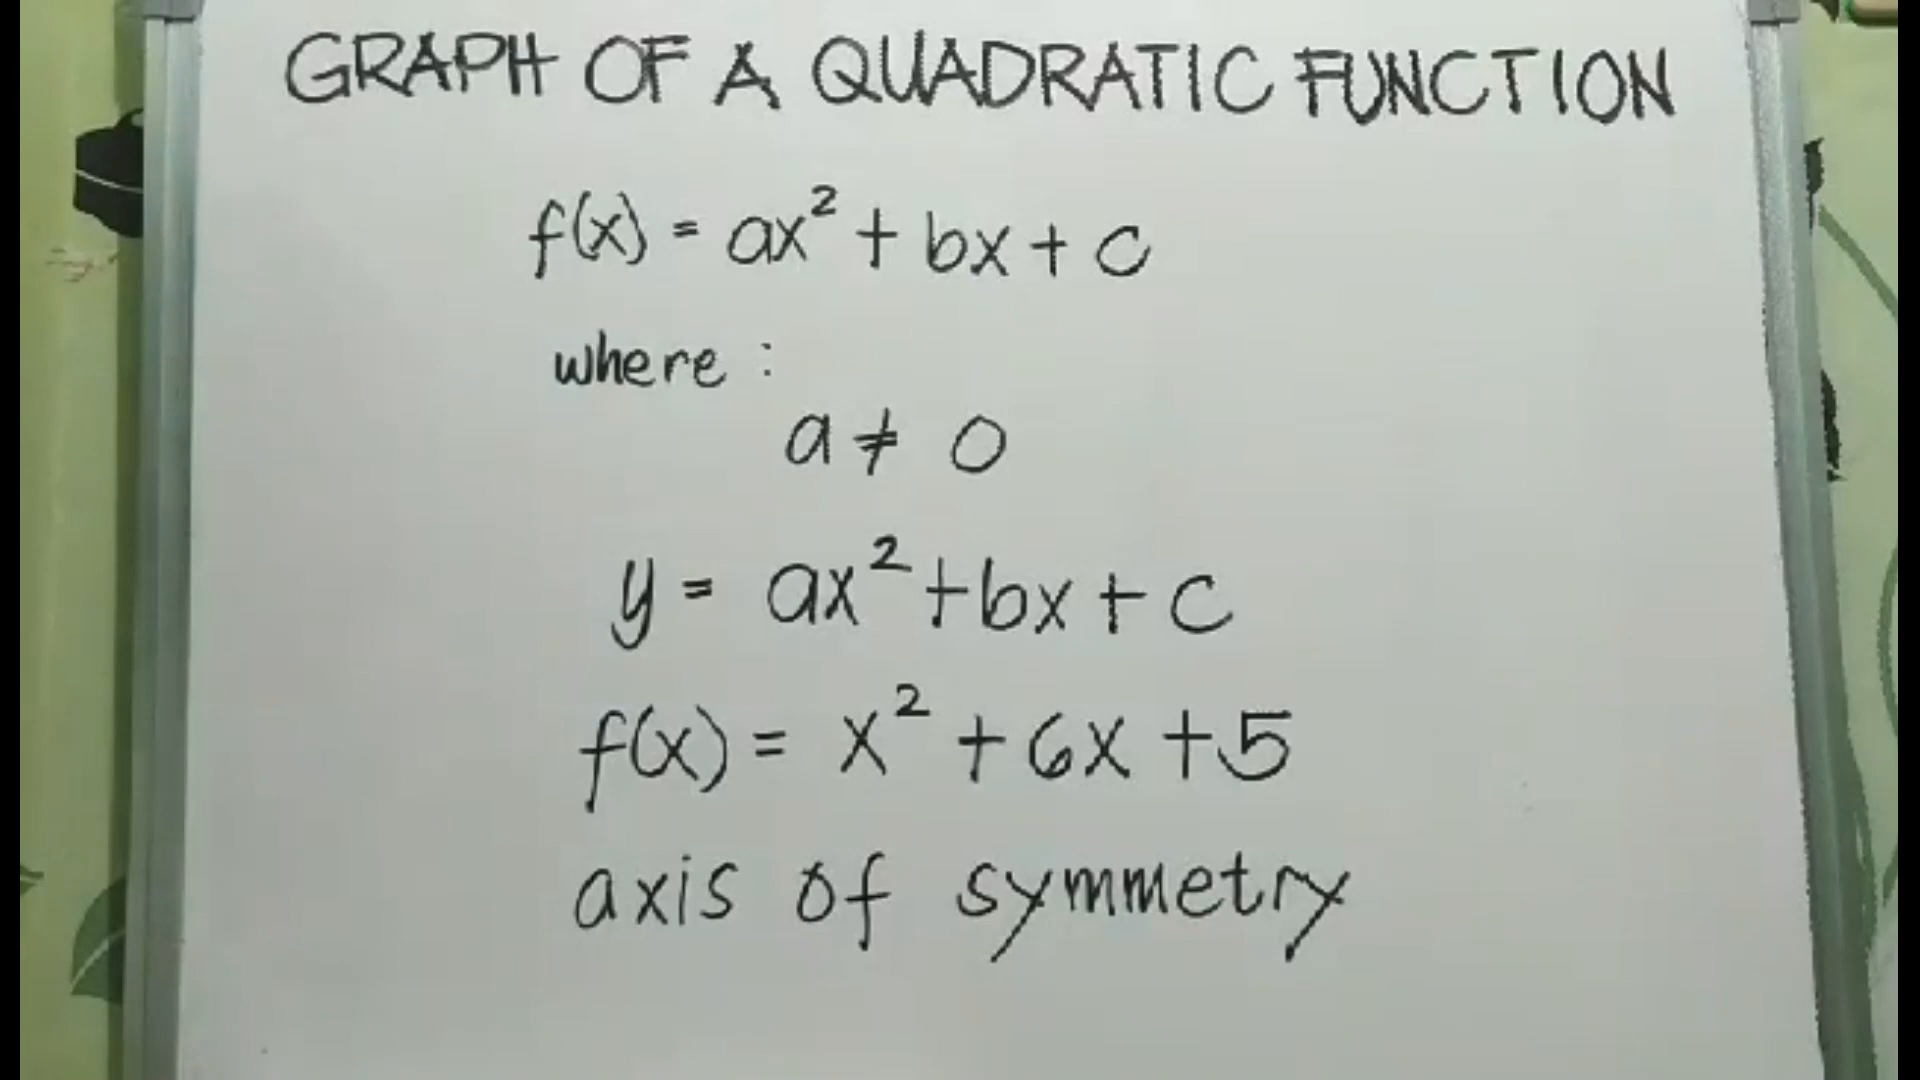 GRAPH OF A QUADRATIC FUNCTION
f(x) = ax² + bx + c
where :
a ≠ 0
y = ax² + bx + c
f(x) = x² + 6x + 5
axis of symmetry